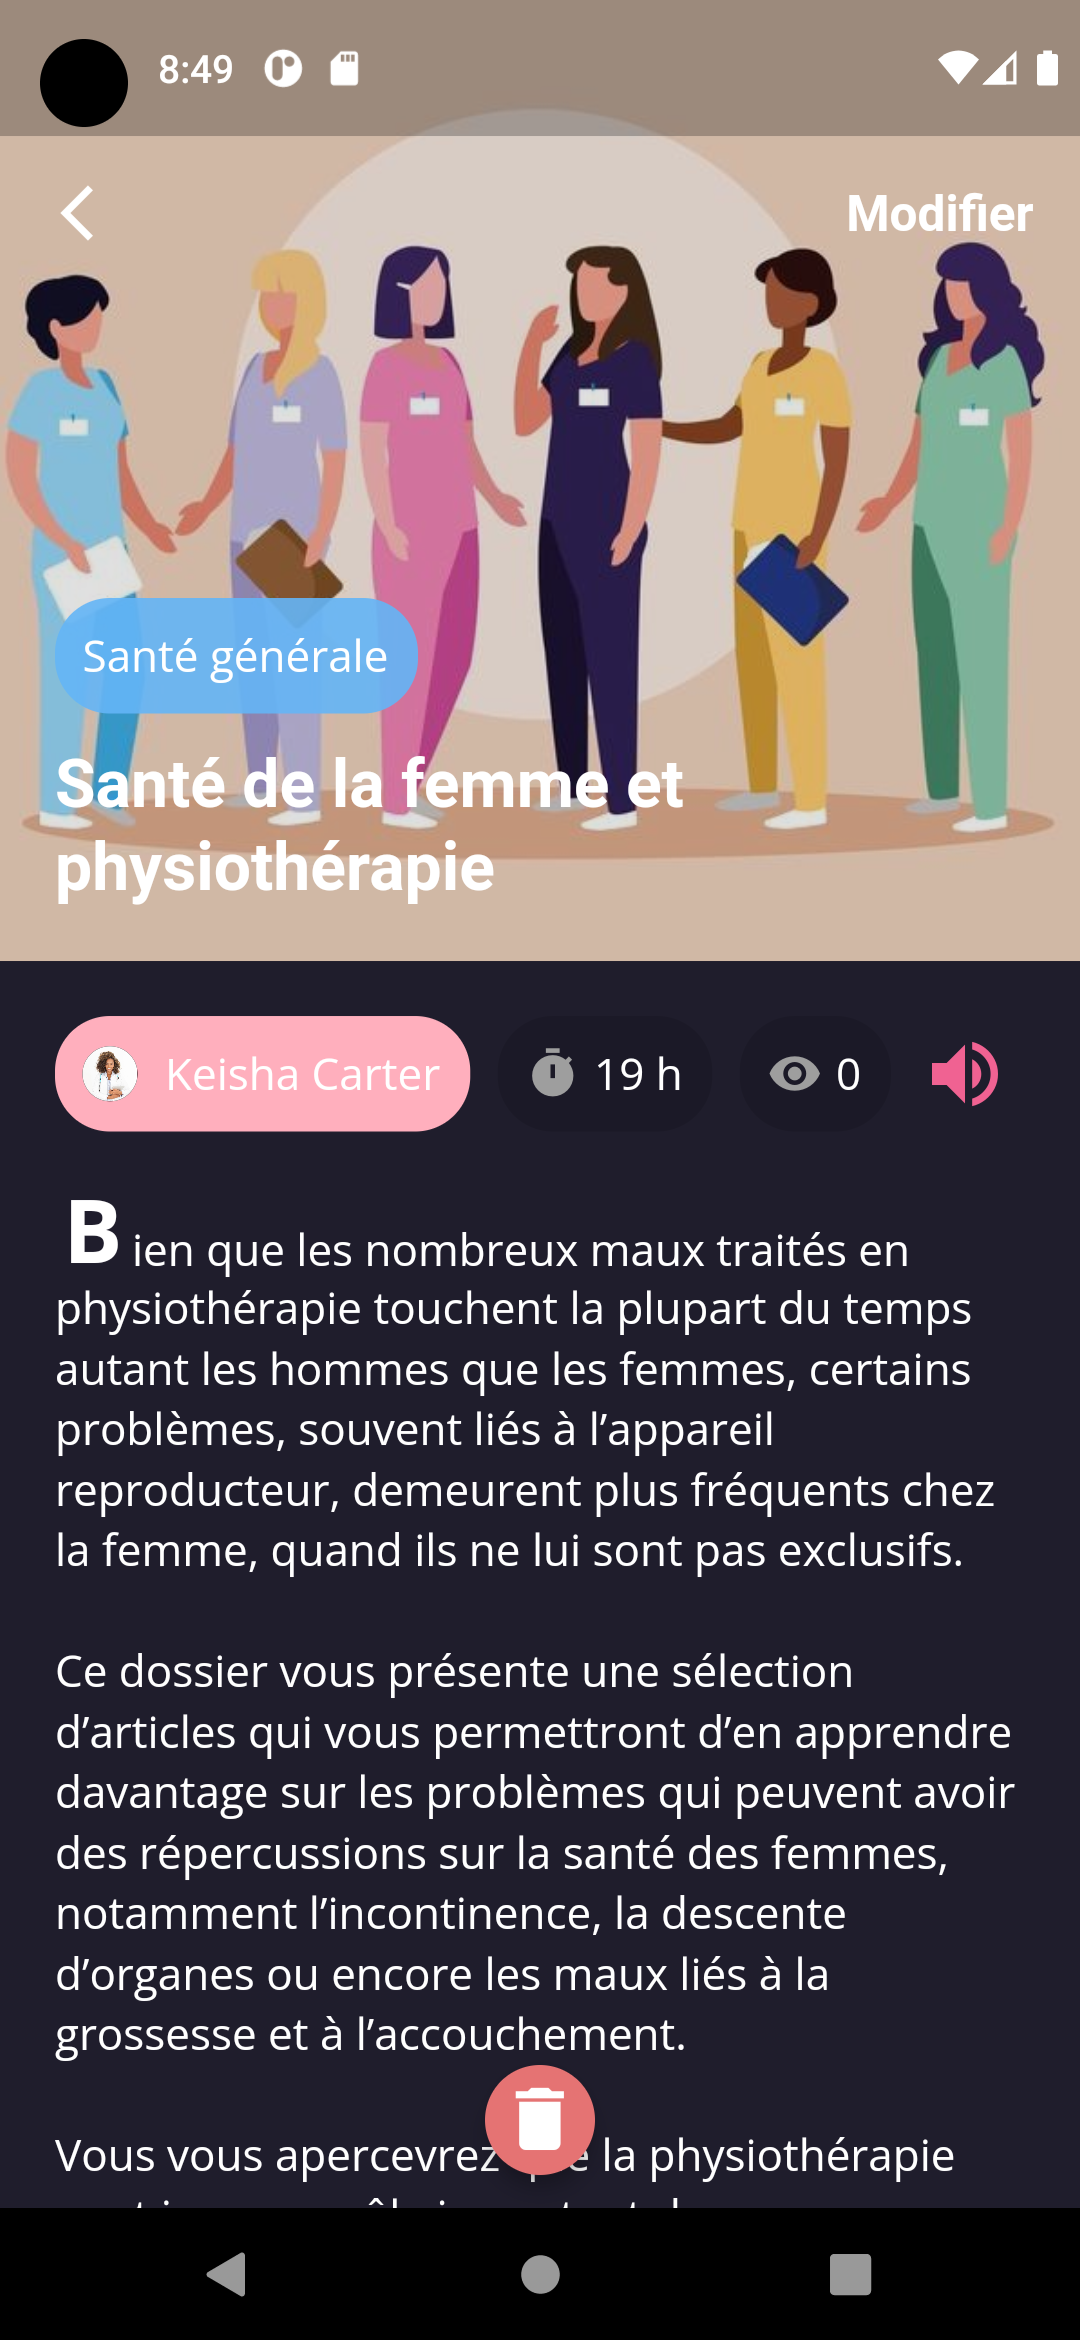 8:49
Modifier
Santé générale
Santé de la femme et
physiothérapie
Keisha Carter
19 h
0
Bien que les nombreux maux traités en
physiothérapie touchent la plupart du temps
autant les hommes que les femmes, certains
problèmes, souvent liés à l’appareil
reproducteur, demeurent plus fréquents chez
la femme, quand ils ne lui sont pas exclusifs.
Ce dossier vous présente une sélection
d’articles qui vous permettront d’en apprendre
davantage sur les problèmes qui peuvent avoir
des répercussions sur la santé des femmes,
notamment l’incontinence, la descente
d’organes ou encore les maux liés à la
grossesse et à l’accouchement.
Vous vous apercevrez la physiothérapie